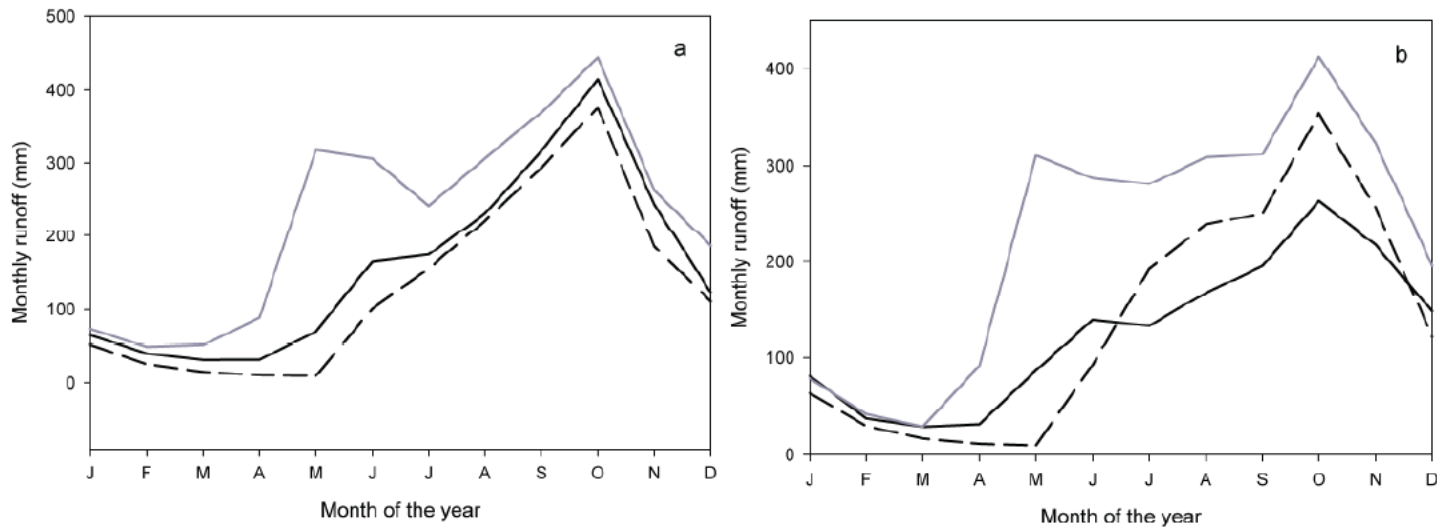 a
Monthly runoff (mm)
500
400
300
200
100
0
J F M A M J J A S O N D
Month of the year
b
Monthly runoff (mm)
400
300
200
100
0
J F M A M J J A S O N D
Month of the year